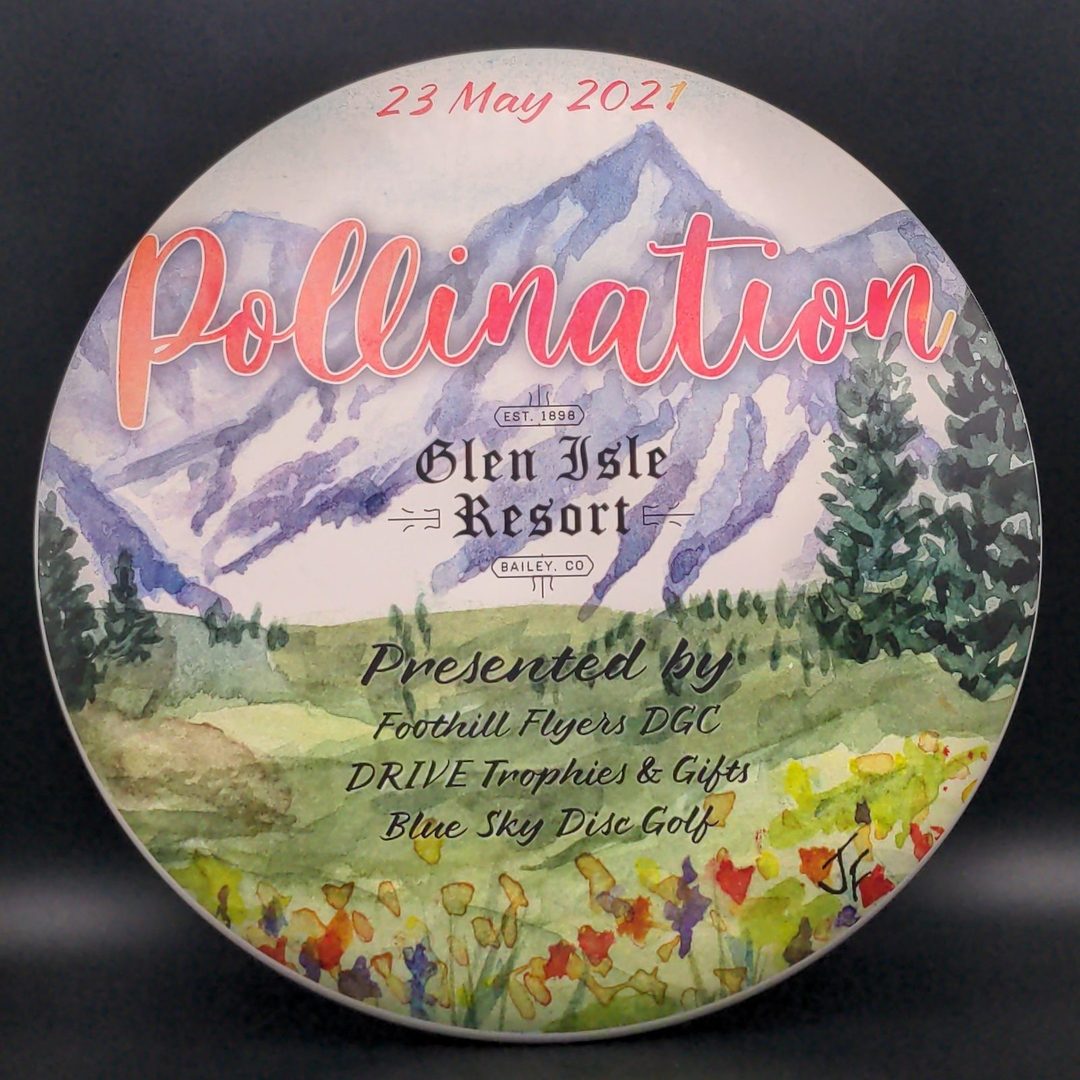 23 May 2021
Pollination
EST. 1898
Glen Isle
Resort
BAILEY, CO
Presented by
Foothill Flyers DGC
DRIVE Trophies & Gifts
Blue Sky Disc Golf
JF